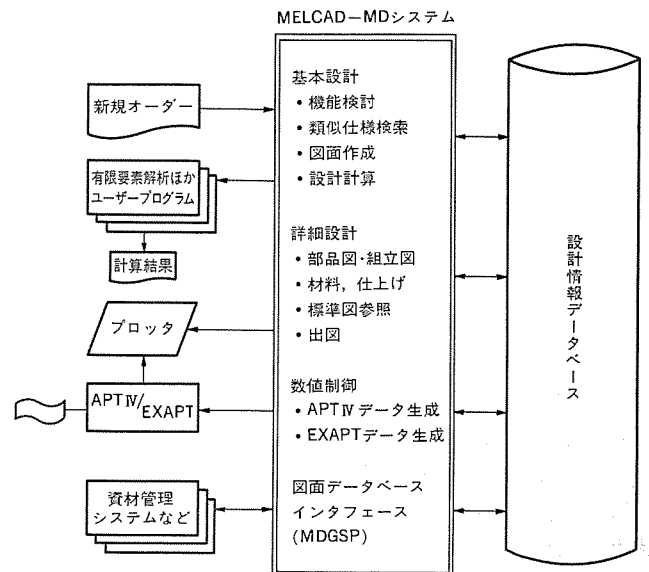 MELCAD-MDシステム
新規オーダー
有限要素解析ほか
ユーザープログラム
計算結果
プロッタ
APTⅣ/
EXAPT
資材管理
システムなど
基本設計
・機能検討
・類似仕様検索
・図面作成
・設計計算
詳細設計
・部品図・組立図
・材料,仕上げ
・標準図参照
・出図
数値制御
・APTⅣデータ生成
・EXAPTデータ生成
図面データベース
インタフェース
(MDGSP)
設計情報データベース